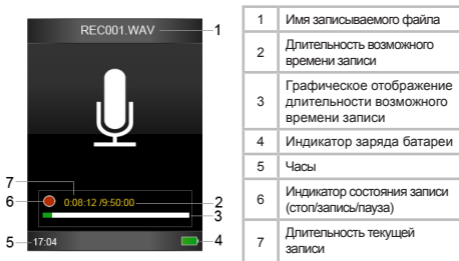 REC001.WAV
1
7
6
0:08:12 /9:50:00
2
3
5
17:04
4
1 Имя записываемого файла
2 Длительность возможного
времени записи
3 Графическое отображение
длительности возможного
времени записи
4 Индикатор заряда батареи
5 Часы
6 Индикатор состояния записи
(стоп/запись/пауза)
7 Длительность текущей
записи